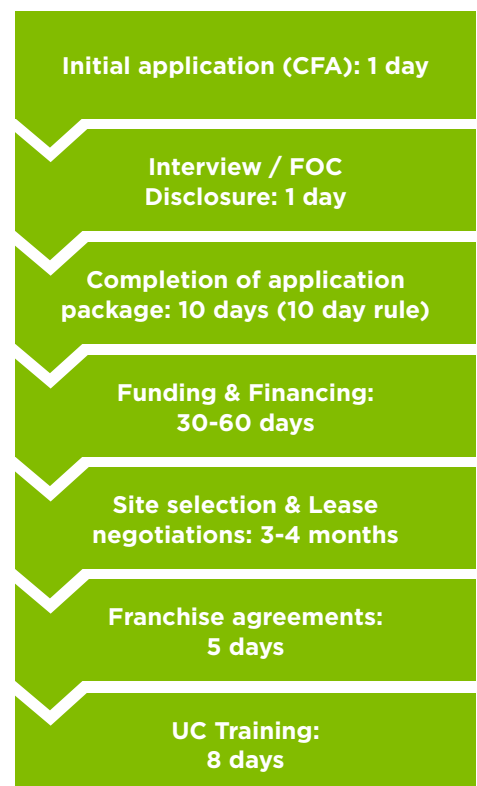 Initial application (CFA): 1 day
Interview / FOC
Disclosure: 1 day
Completion of application
package: 10 days (10 day rule)
Funding & Financing:
30-60 days
Site selection & Lease
negotiations: 3-4 months
Franchise agreements:
5 days
UC Training:
8 days